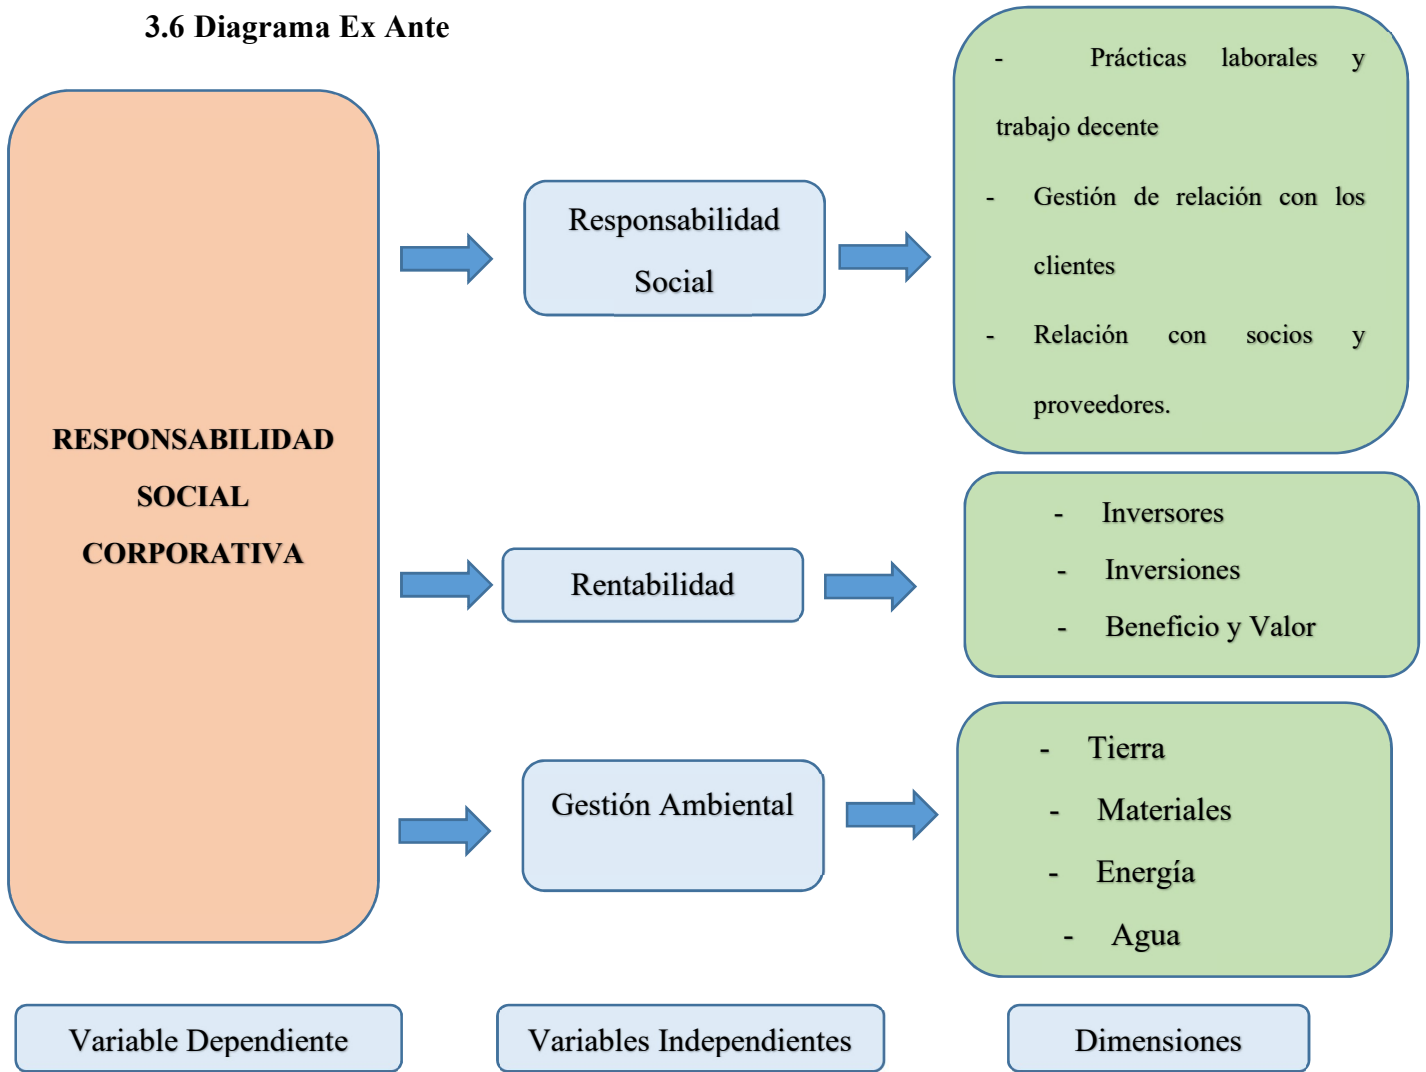 3.6 Diagrama Ex Ante
RESPONSABILIDAD
SOCIAL
CORPORATIVA
Responsabilidad
Social
- Prácticas laborales y
trabajo decente
- Gestión de relación con los
clientes
- Relación con socios y
proveedores.
Rentabilidad
- Inversores
- Inversiones
- Beneficio y Valor
Gestión Ambiental
- Tierra
- Materiales
- Energía
- Agua
Variable Dependiente
Variables Independientes
Dimensiones